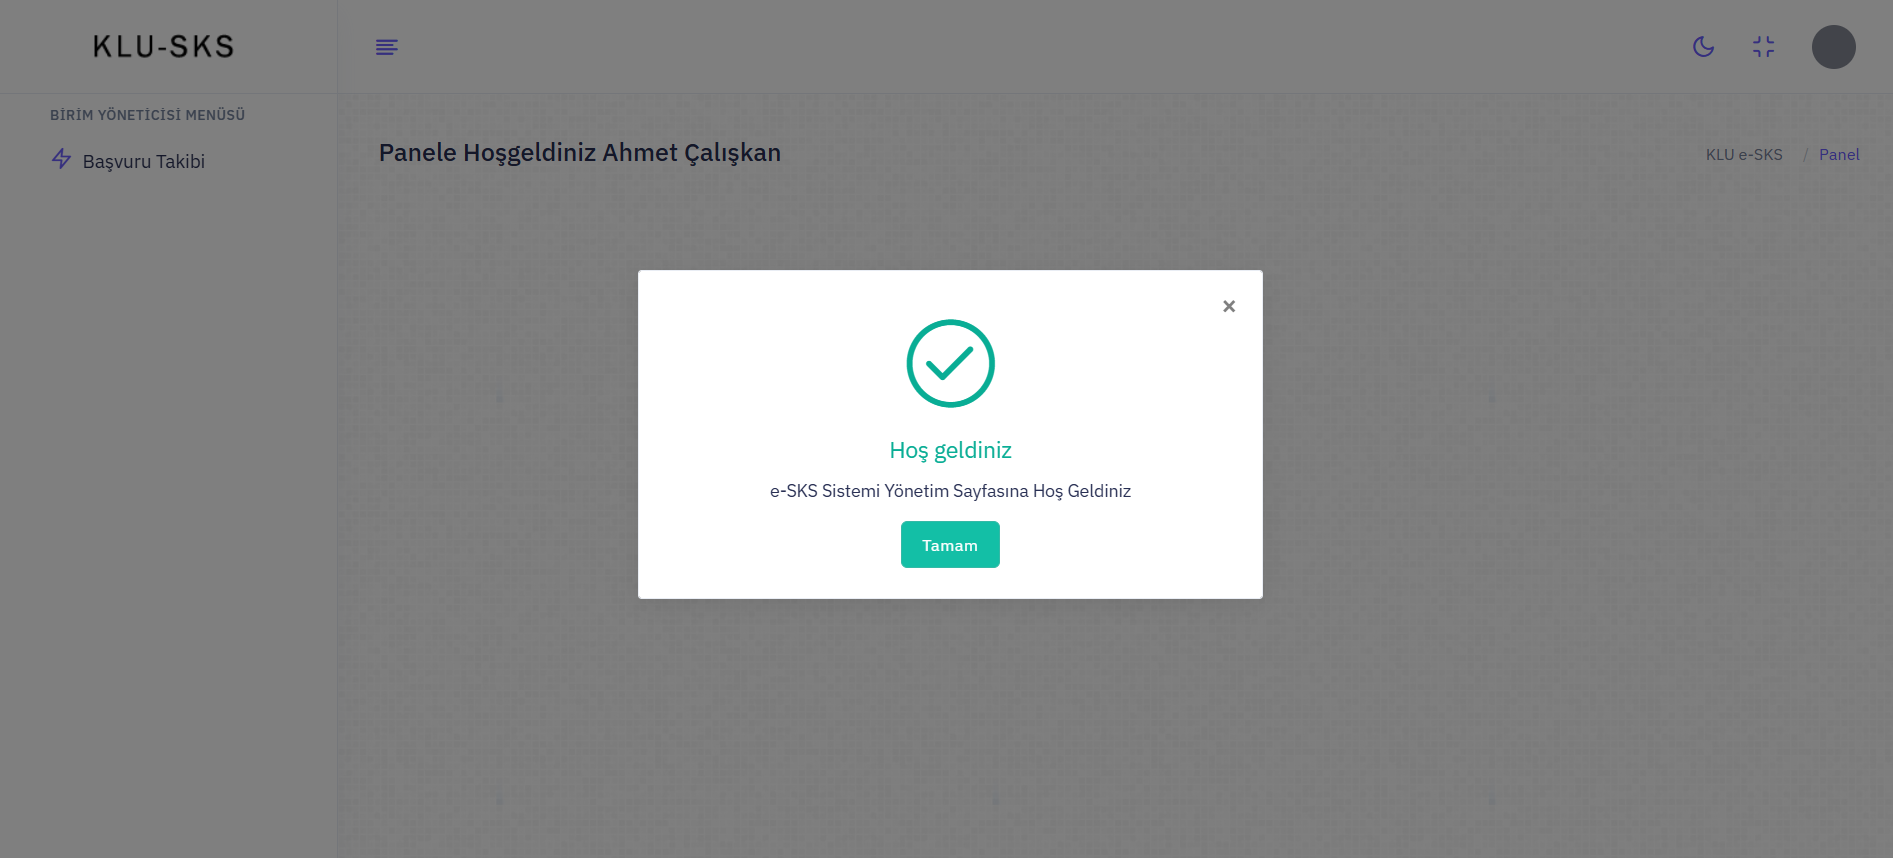 KLU-SKS
BİRİM YÖNETİCİSİ MENÜSÜ
Başvuru Takibi
Panele Hoşgeldiniz Ahmet Çalışkan
KLU e-SKS / Panel
×
Hoş geldiniz
e-SKS Sistemi Yönetim Sayfasına Hoş Geldiniz
Tamam